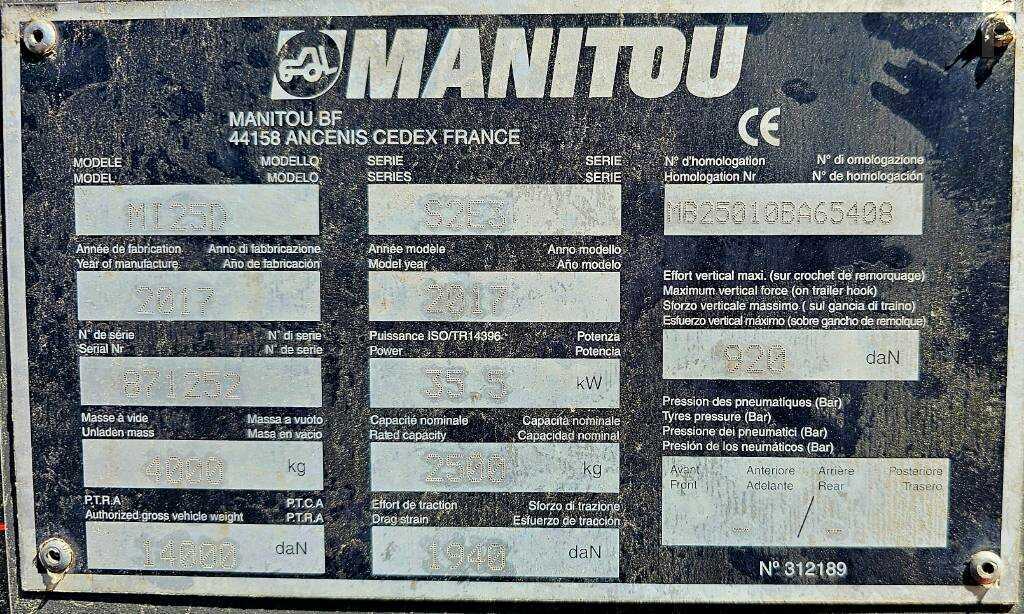 MANITOU
MANITOU BF
44158 ANCENIS CEDEX FRANCE
CE
MODELE MODELLO
MODEL MODELO
MI25D
Année de fabrication Anno di fabbricazione
Year of manufacture Año de fabricación
2017
N° de série N° di serie
Serial Nr N° de serie
871252
Masse à vide Massa a vuoto
Unladen mass Masa en vacio
4000 kg
P.T.R.A P.T.C.A
Authorized gross vehicle weight P.T.R.A
14000 daN
SERIE SERIE
SERIES SERIE
S2E3
Année modèle Anno modello
Model year Año modelo
2017
Puissance ISO/TR14396 Potenza
Power Potencia
35.5 kW
Capacité nominale Capacità nominale
Rated capacity Capacidad nominal
2500 kg
Effort de traction Sforzo di trazione
Drag strain Esfuerzo de tracción
1940 daN
N° d'homologation N° di omologazione
Homologation Nr N° de homologación
MB25010BA65408
Effort vertical maxi. (sur crochet de remorquage)
Maximum vertical force (on trailer hook)
Sforzo verticale massimo ( sul gancia di traino)
Esfuerzo vertical máximo (sobre gancho de remolque)
920 daN
Pression des pneumatiques (Bar)
Tyres pressure (Bar)
Pressione dei pneumatici (Bar)
Presión de los neumáticos (Bar)
Avant Anteriore Arrière Posteriore
Front Adelante Rear Trasero
- / -
N° 312189